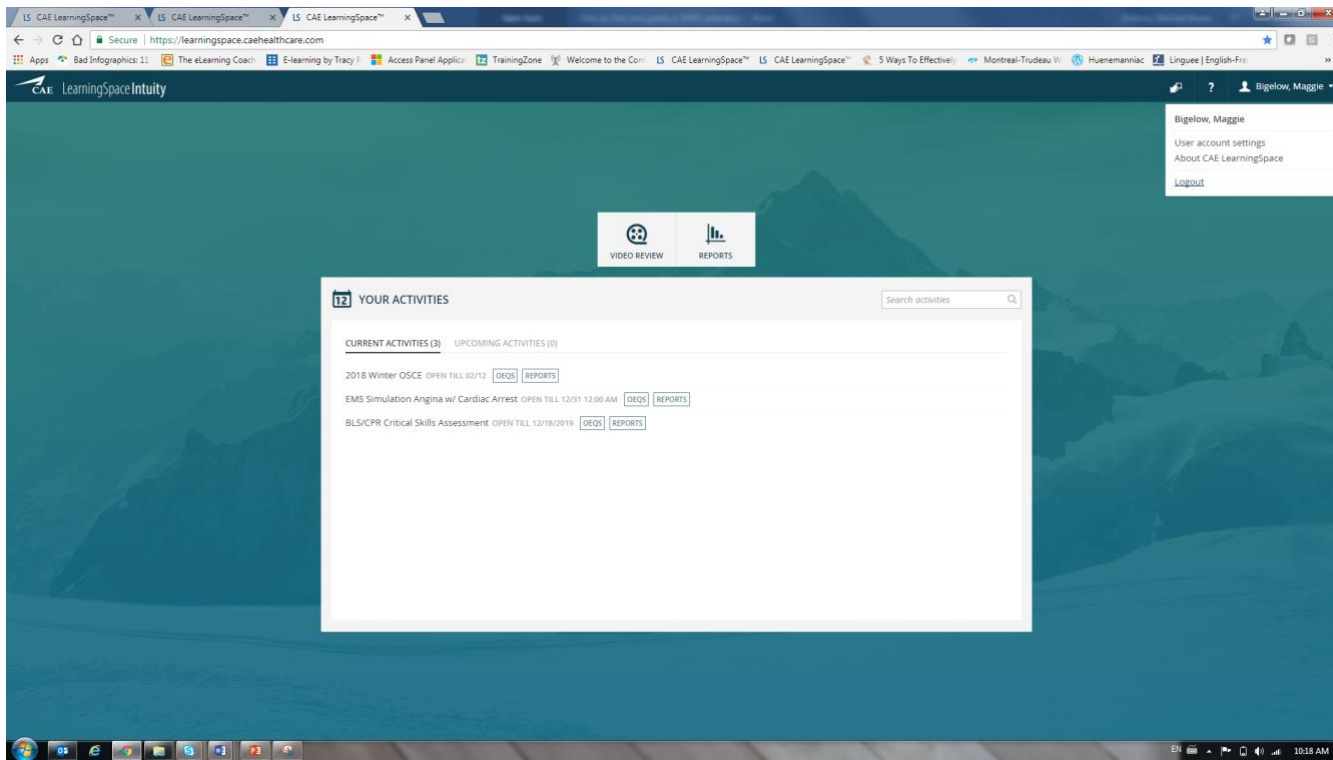 LS CAE LearningSpace™ LS CAE LearningSpace™ LS CAE LearningSpace™
Secure | https://learningspace.caehealthcare.com
Apps Bad Infographics: 11 The eLearning Coach E-learning by Tracy P Access Panel Applica TZ TrainingZone Welcome to the Con LS CAE LearningSpace™ LS CAE LearningSpace™ 5 Ways To Effectively Montreal-Trudeau W Huenemanniac Linguee | English-Fre »
CAE LearningSpace Intuity ? Bigelow, Maggie
Bigelow, Maggie
User account settings
About CAE LearningSpace
Logout
VIDEO REVIEW REPORTS
12 YOUR ACTIVITIES Search activities
CURRENT ACTIVITIES (3) UPCOMING ACTIVITIES (0)
2018 Winter OSCE OPEN TILL 02/12 OEQS REPORTS
EMS Simulation Angina w/ Cardiac Arrest OPEN TILL 12/31 12:00 AM OEQS REPORTS
BLS/CPR Critical Skills Assessment OPEN TILL 12/18/2019 OEQS REPORTS
EN 10:18 AM